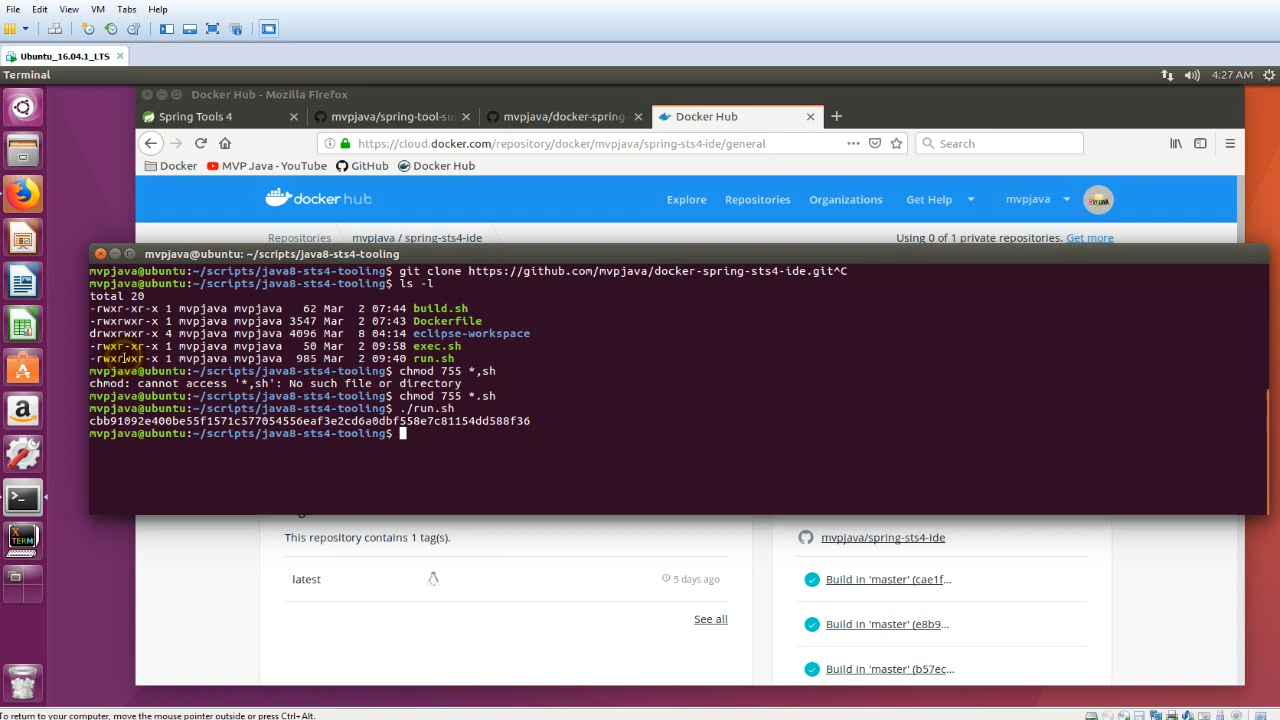 File Edit View VM Tabs Help
Ubuntu_16.04.1_LTS
Terminal
4:27 AM
Docker Hub - Mozilla Firefox
Spring Tools 4
mvpjava/spring-tool-sui
mvpjava/docker-spring-
Docker Hub
https://cloud.docker.com/repository/docker/mvpjava/spring-sts4-ide/general
Search
Docker
MVP Java - YouTube
GitHub
Docker Hub
docker hub
Explore
Repositories
Organizations
Get Help
mvpjava
Repositories
mvpjava / spring-sts4-ide
Using 0 of 1 private repositories. Get more
mvpjava@ubuntu: ~/scripts/java8-sts4-tooling
mvpjava@ubuntu:~/scripts/java8-sts4-tooling$ git clone https://github.com/mvpjava/docker-spring-sts4-ide.git^C
mvpjava@ubuntu:~/scripts/java8-sts4-tooling$ ls -l
total 20
-rwxr-xr-x 1 mvpjava mvpjava   62 Mar  2 07:44 build.sh
-rwxrwxr-x 1 mvpjava mvpjava 3547 Mar  2 07:43 Dockerfile
drwxrwxr-x 4 mvpjava mvpjava 4096 Mar  8 04:14 eclipse-workspace
-rwxr-xr-x 1 mvpjava mvpjava   50 Mar  2 09:58 exec.sh
-rwxrwxr-x 1 mvpjava mvpjava  985 Mar  2 09:40 run.sh
mvpjava@ubuntu:~/scripts/java8-sts4-tooling$ chmod 755 *,sh
chmod: cannot access '*,sh': No such file or directory
mvpjava@ubuntu:~/scripts/java8-sts4-tooling$ chmod 755 *.sh
mvpjava@ubuntu:~/scripts/java8-sts4-tooling$ ./run.sh
cbb91092e400be55f1571c577054556eaf3e2cd6a0dbf558e7c81154dd588f36
mvpjava@ubuntu:~/scripts/java8-sts4-tooling$
This repository contains 1 tag(s).
mvpjava/spring-sts4-ide
latest
5 days ago
Build in 'master' (cae1f...
See all
Build in 'master' (e8b9...
Build in 'master' (b57ec...
To return to your computer, move the mouse pointer outside or press Ctrl+Alt.